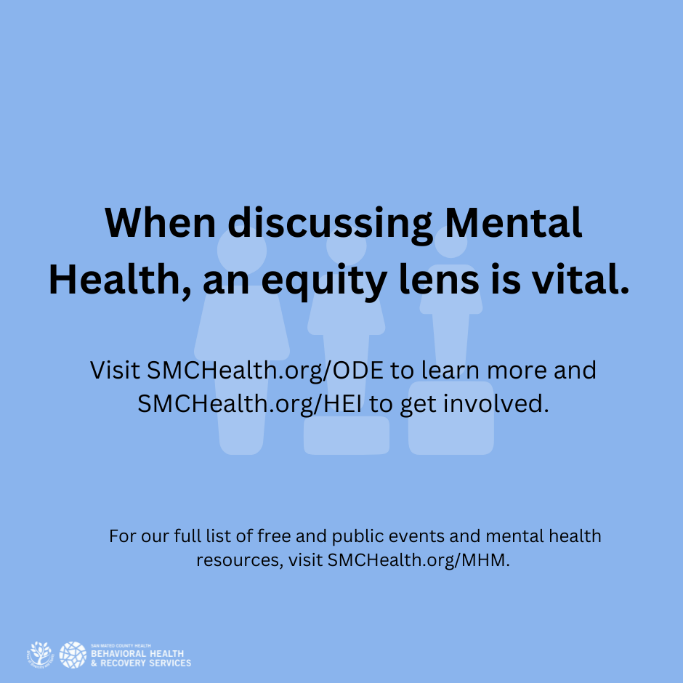 When discussing Mental
Health, an equity lens is vital.
Visit SMCHealth.org/ODE to learn more and
SMCHealth.org/HEI to get involved.
For our full list of free and public events and mental health
resources, visit SMCHealth.org/MHM.
SAN MATEO COUNTY HEALTH
BEHAVIORAL HEALTH
& RECOVERY SERVICES